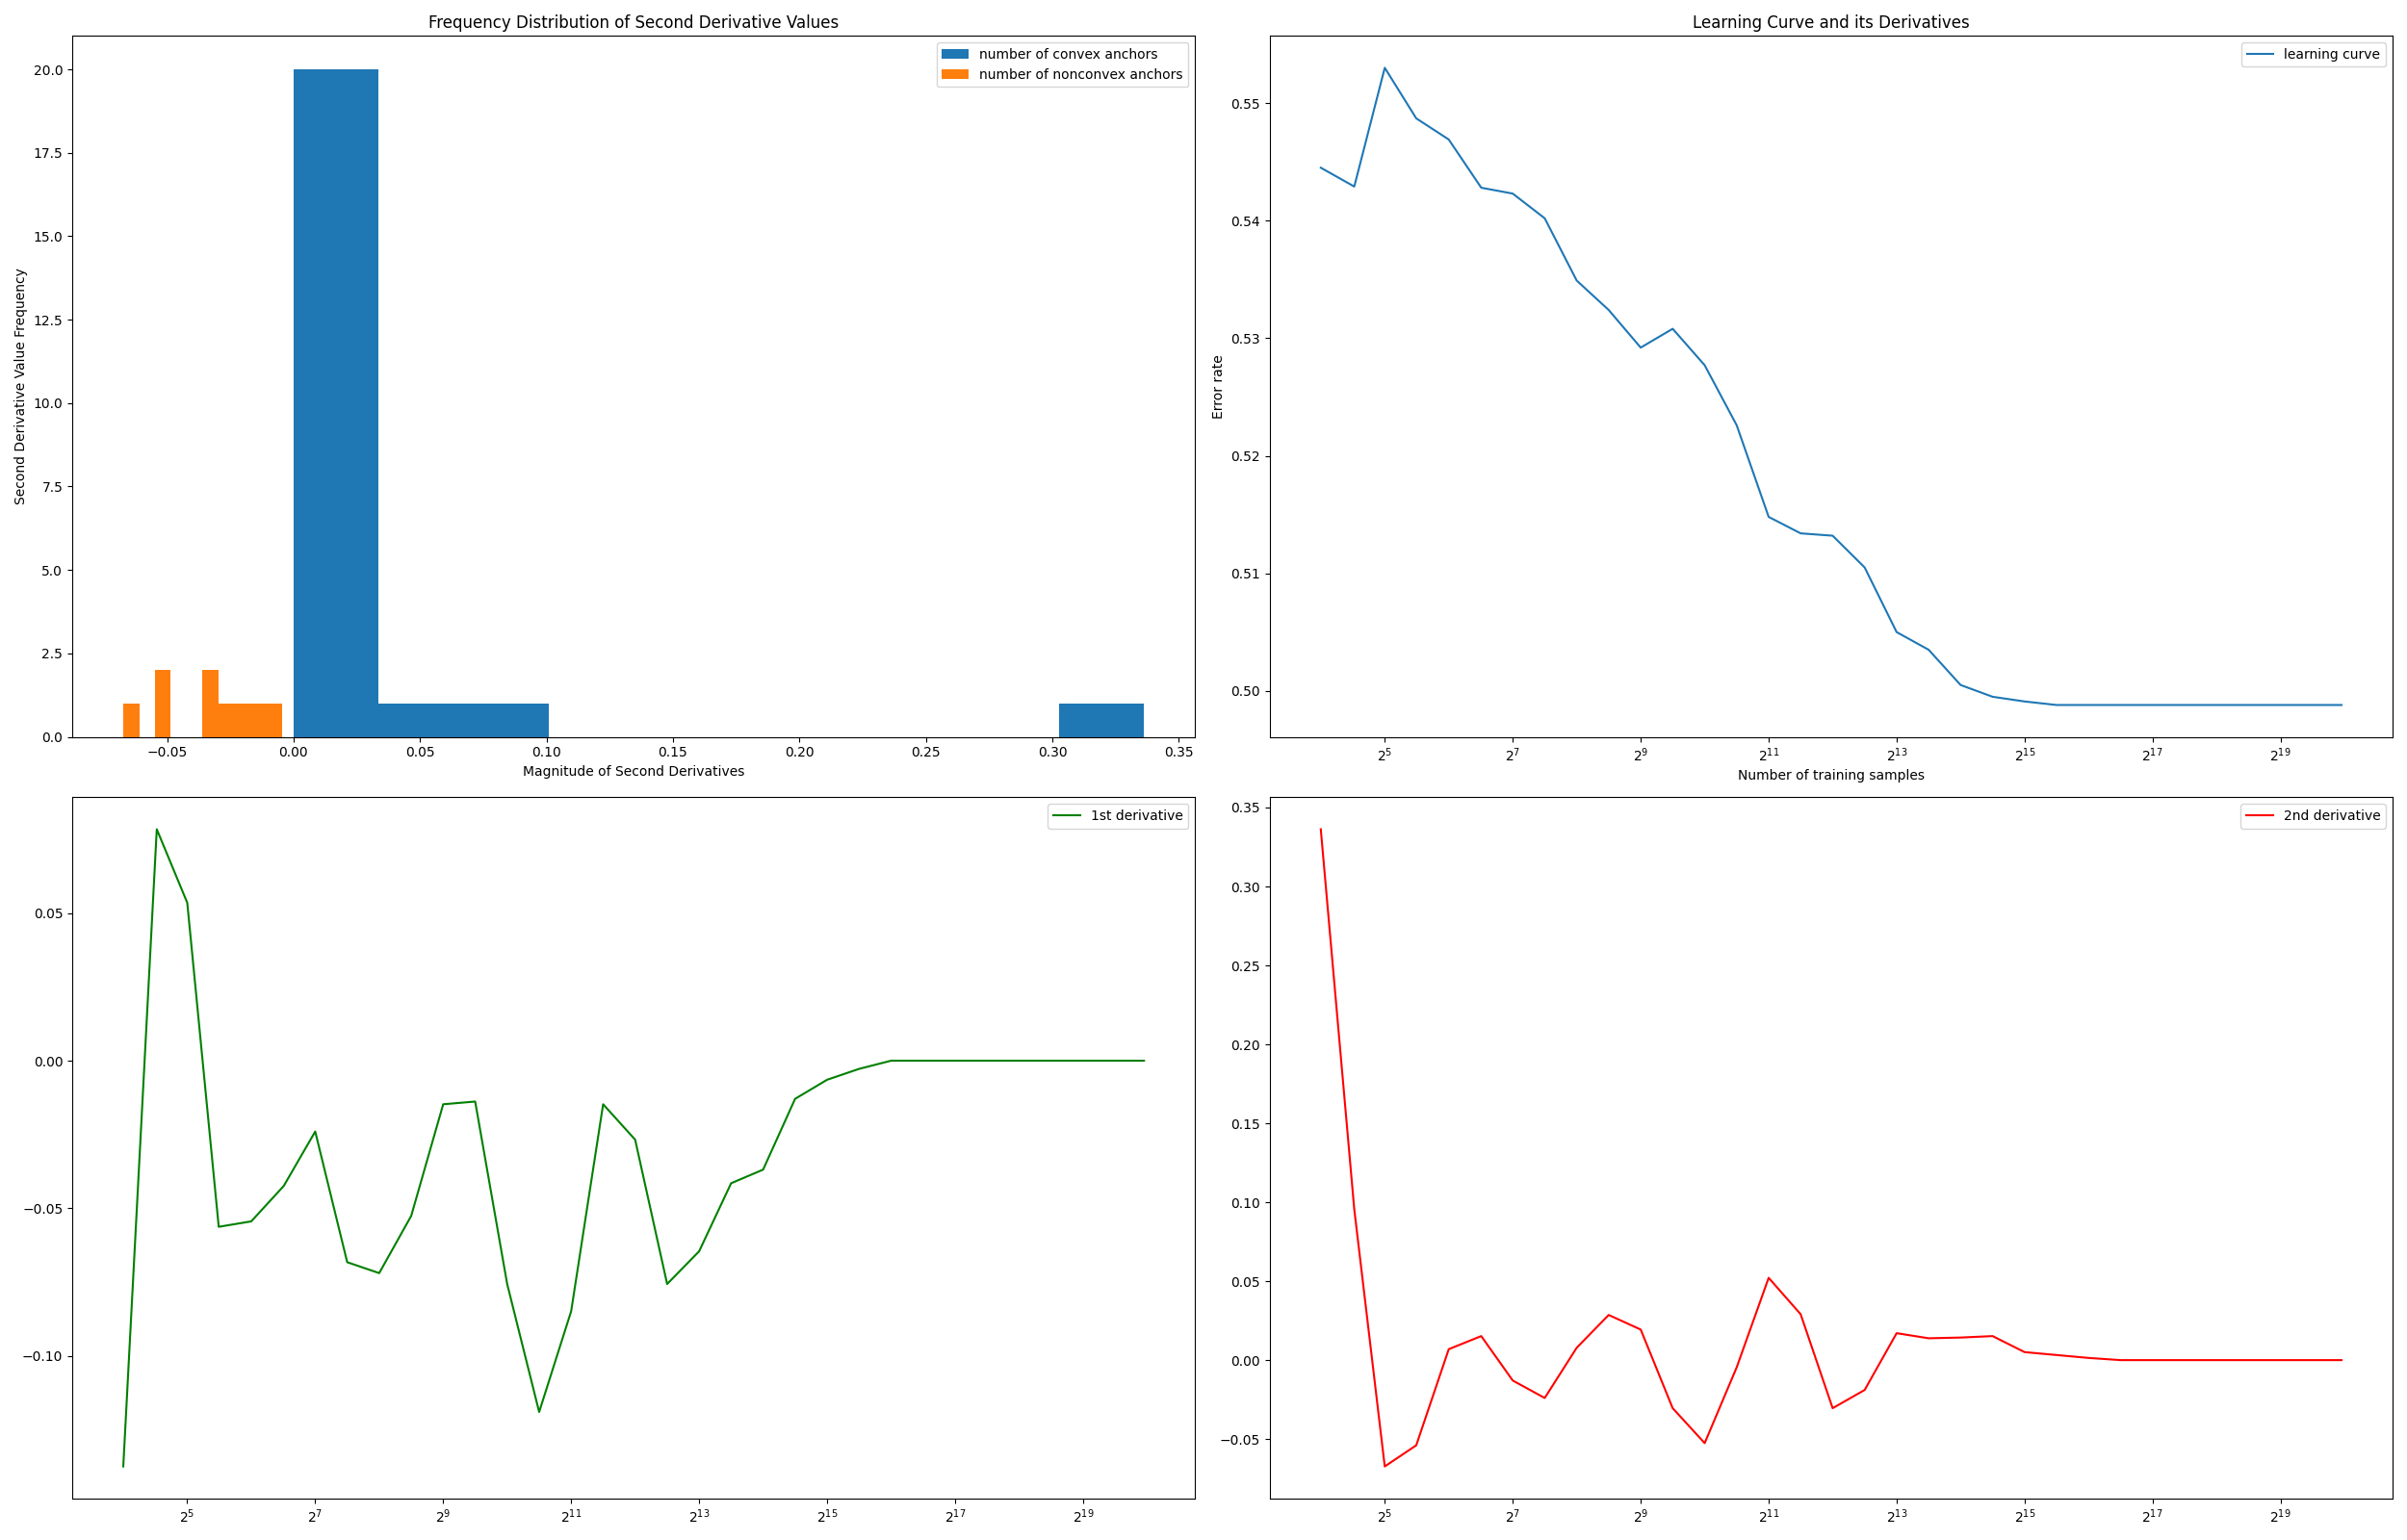 Frequency Distribution of Second Derivative Values
number of convex anchors
number of nonconvex anchors
Second Derivative Value Frequency
20.0
17.5
15.0
12.5
10.0
7.5
5.0
2.5
0.0
−0.05 0.00 0.05 0.10 0.15 0.20 0.25 0.30 0.35
Magnitude of Second Derivatives
Learning Curve and its Derivatives
learning curve
Error rate
0.55
0.54
0.53
0.52
0.51
0.50
2^5 2^7 2^9 2^11 2^13 2^15 2^17 2^19
Number of training samples
1st derivative
0.05
0.00
−0.05
−0.10
2^5 2^7 2^9 2^11 2^13 2^15 2^17 2^19
2nd derivative
0.35
0.30
0.25
0.20
0.15
0.10
0.05
0.00
−0.05
2^5 2^7 2^9 2^11 2^13 2^15 2^17 2^19